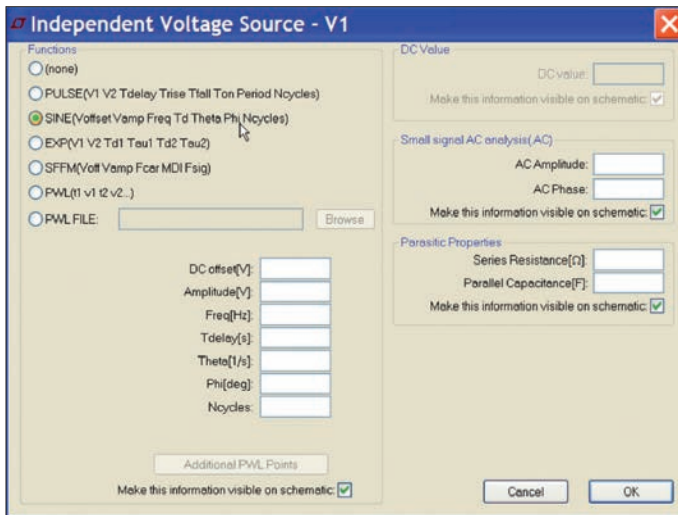 Independent Voltage Source - V1
Functions
(none)
PULSE(V1 V2 Tdelay Trise Tfall Ton Period Ncycles)
SINE(Voffset Vamp Freq Td Theta Phi Ncycles)
EXP(V1 V2 Td1 Tau1 Td2 Tau2)
SFFM(Voff Vamp Fcar MDI Fsig)
PWL(t1 v1 t2 v2...)
PWL FILE:
Browse
DC offset[V]:
Amplitude[V]:
Freq[Hz]:
Tdelay[s]:
Theta[1/s]:
Phi[deg]:
Ncycles:
Additional PWL Points
Make this information visible on schematic:
DC Value
DC value:
Make this information visible on schematic:
Small signal AC analysis(.AC)
AC Amplitude:
AC Phase:
Make this information visible on schematic:
Parasitic Properties
Series Resistance[Ω]:
Parallel Capacitance[F]:
Make this information visible on schematic:
Cancel
OK